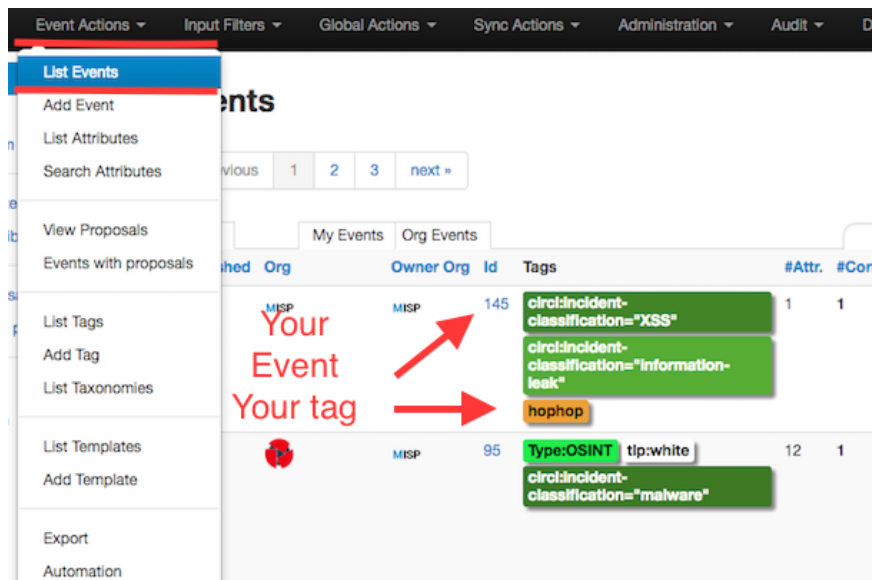 Event Actions Input Filters Global Actions Sync Actions Administration Audit
List Events
Add Event
List Attributes
Search Attributes
View Proposals
Events with proposals
List Tags
Add Tag
List Taxonomies
List Templates
Add Template
Export
Automation
ents
vious 1 2 3 next »
My Events Org Events
shed Org Owner Org Id Tags #Attr. #Cor
MISP MISP 145 circl:incident-
classification="XSS" 1 1
circl:incident-
classification="information-
leak"
hophop
Your
Event
Your tag
MISP 95 Type:OSINT tlp:white 12 1
circl:incident-
classification="malware"